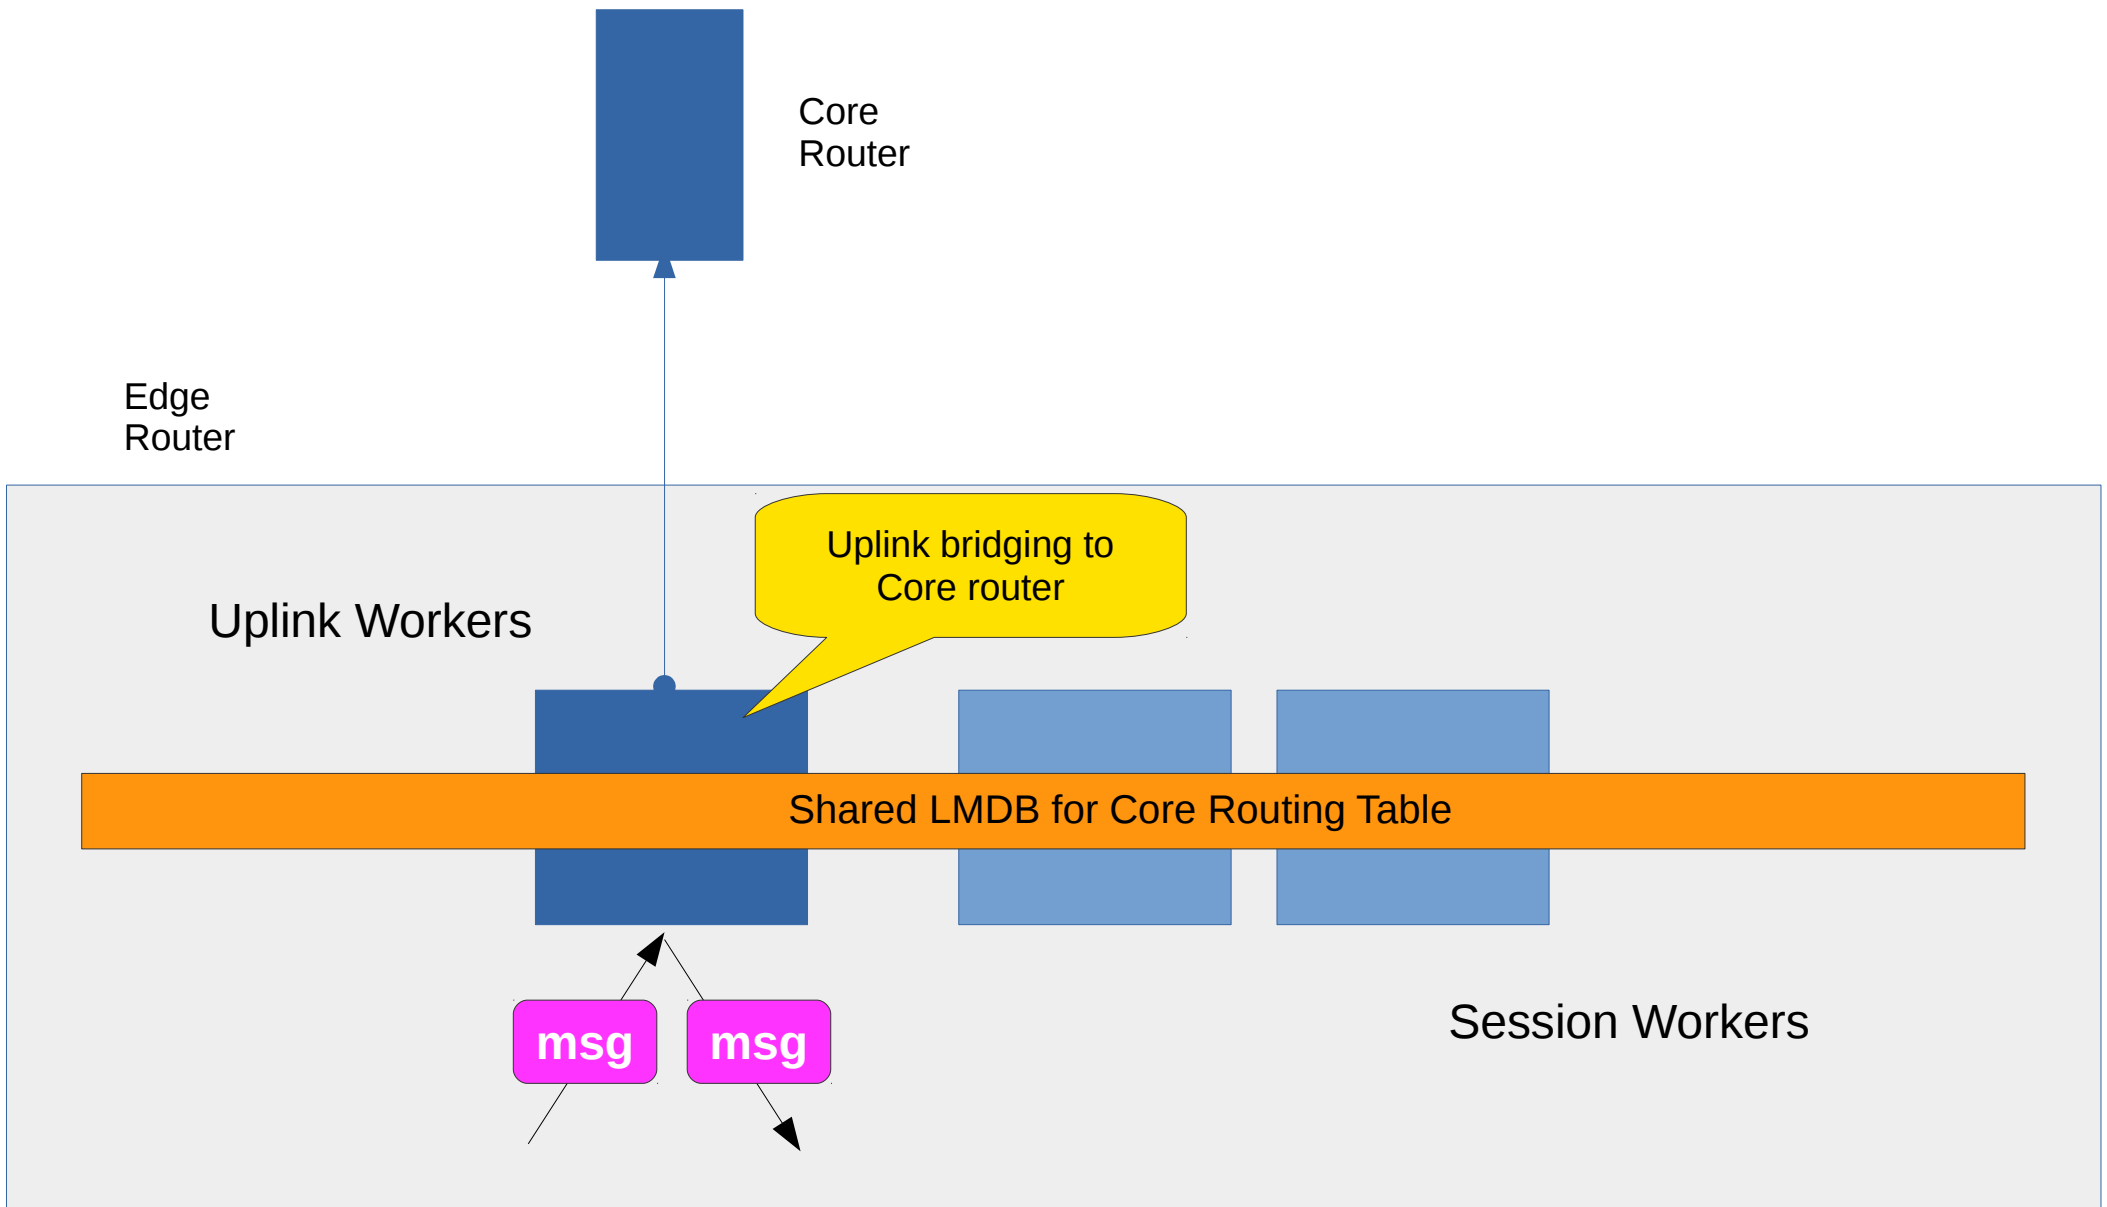 Core
Router
Edge
Router
Uplink bridging to
Core router
Uplink Workers
Shared LMDB for Core Routing Table
msg
msg
Session Workers